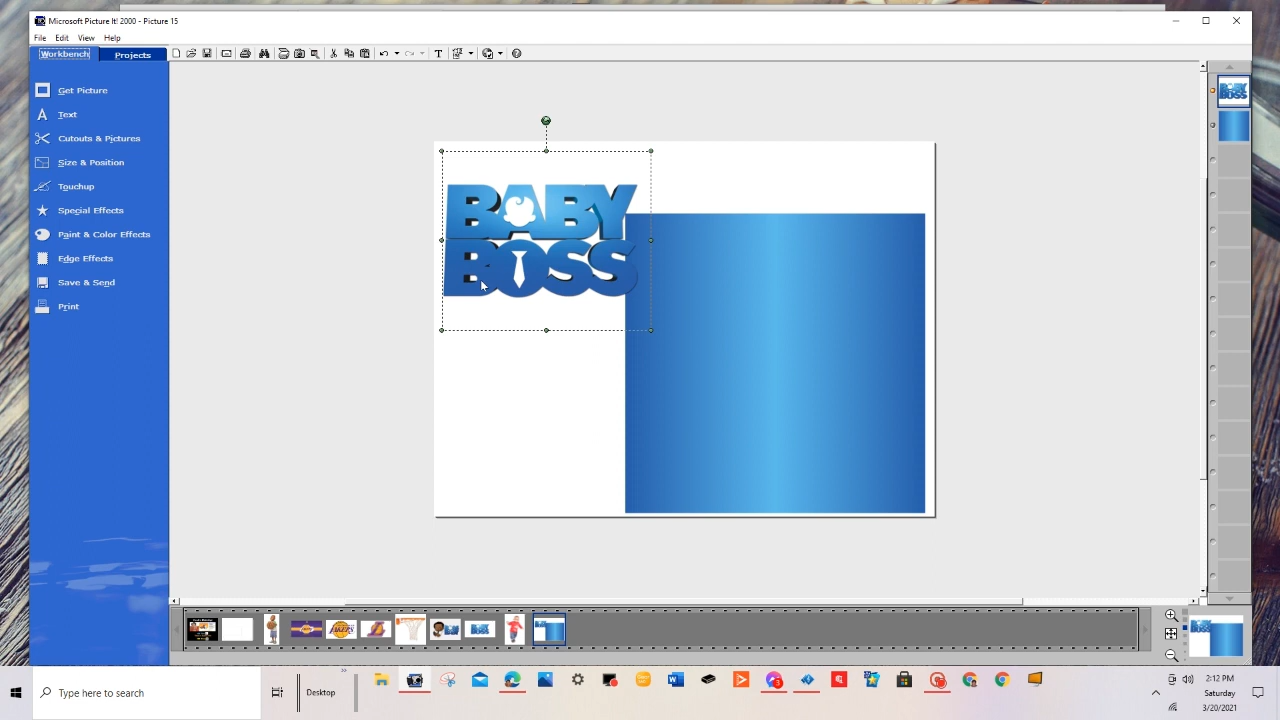 Microsoft Picture It! 2000 - Picture 15
File Edit View Help
Workbench Projects
Get Picture
Text
Cutouts & Pictures
Size & Position
Touchup
Special Effects
Paint & Color Effects
Edge Effects
Save & Send
Print
BABY
BOSS
BABY
BOSS
Type here to search
Desktop
2:12 PM
Saturday
3/20/2021